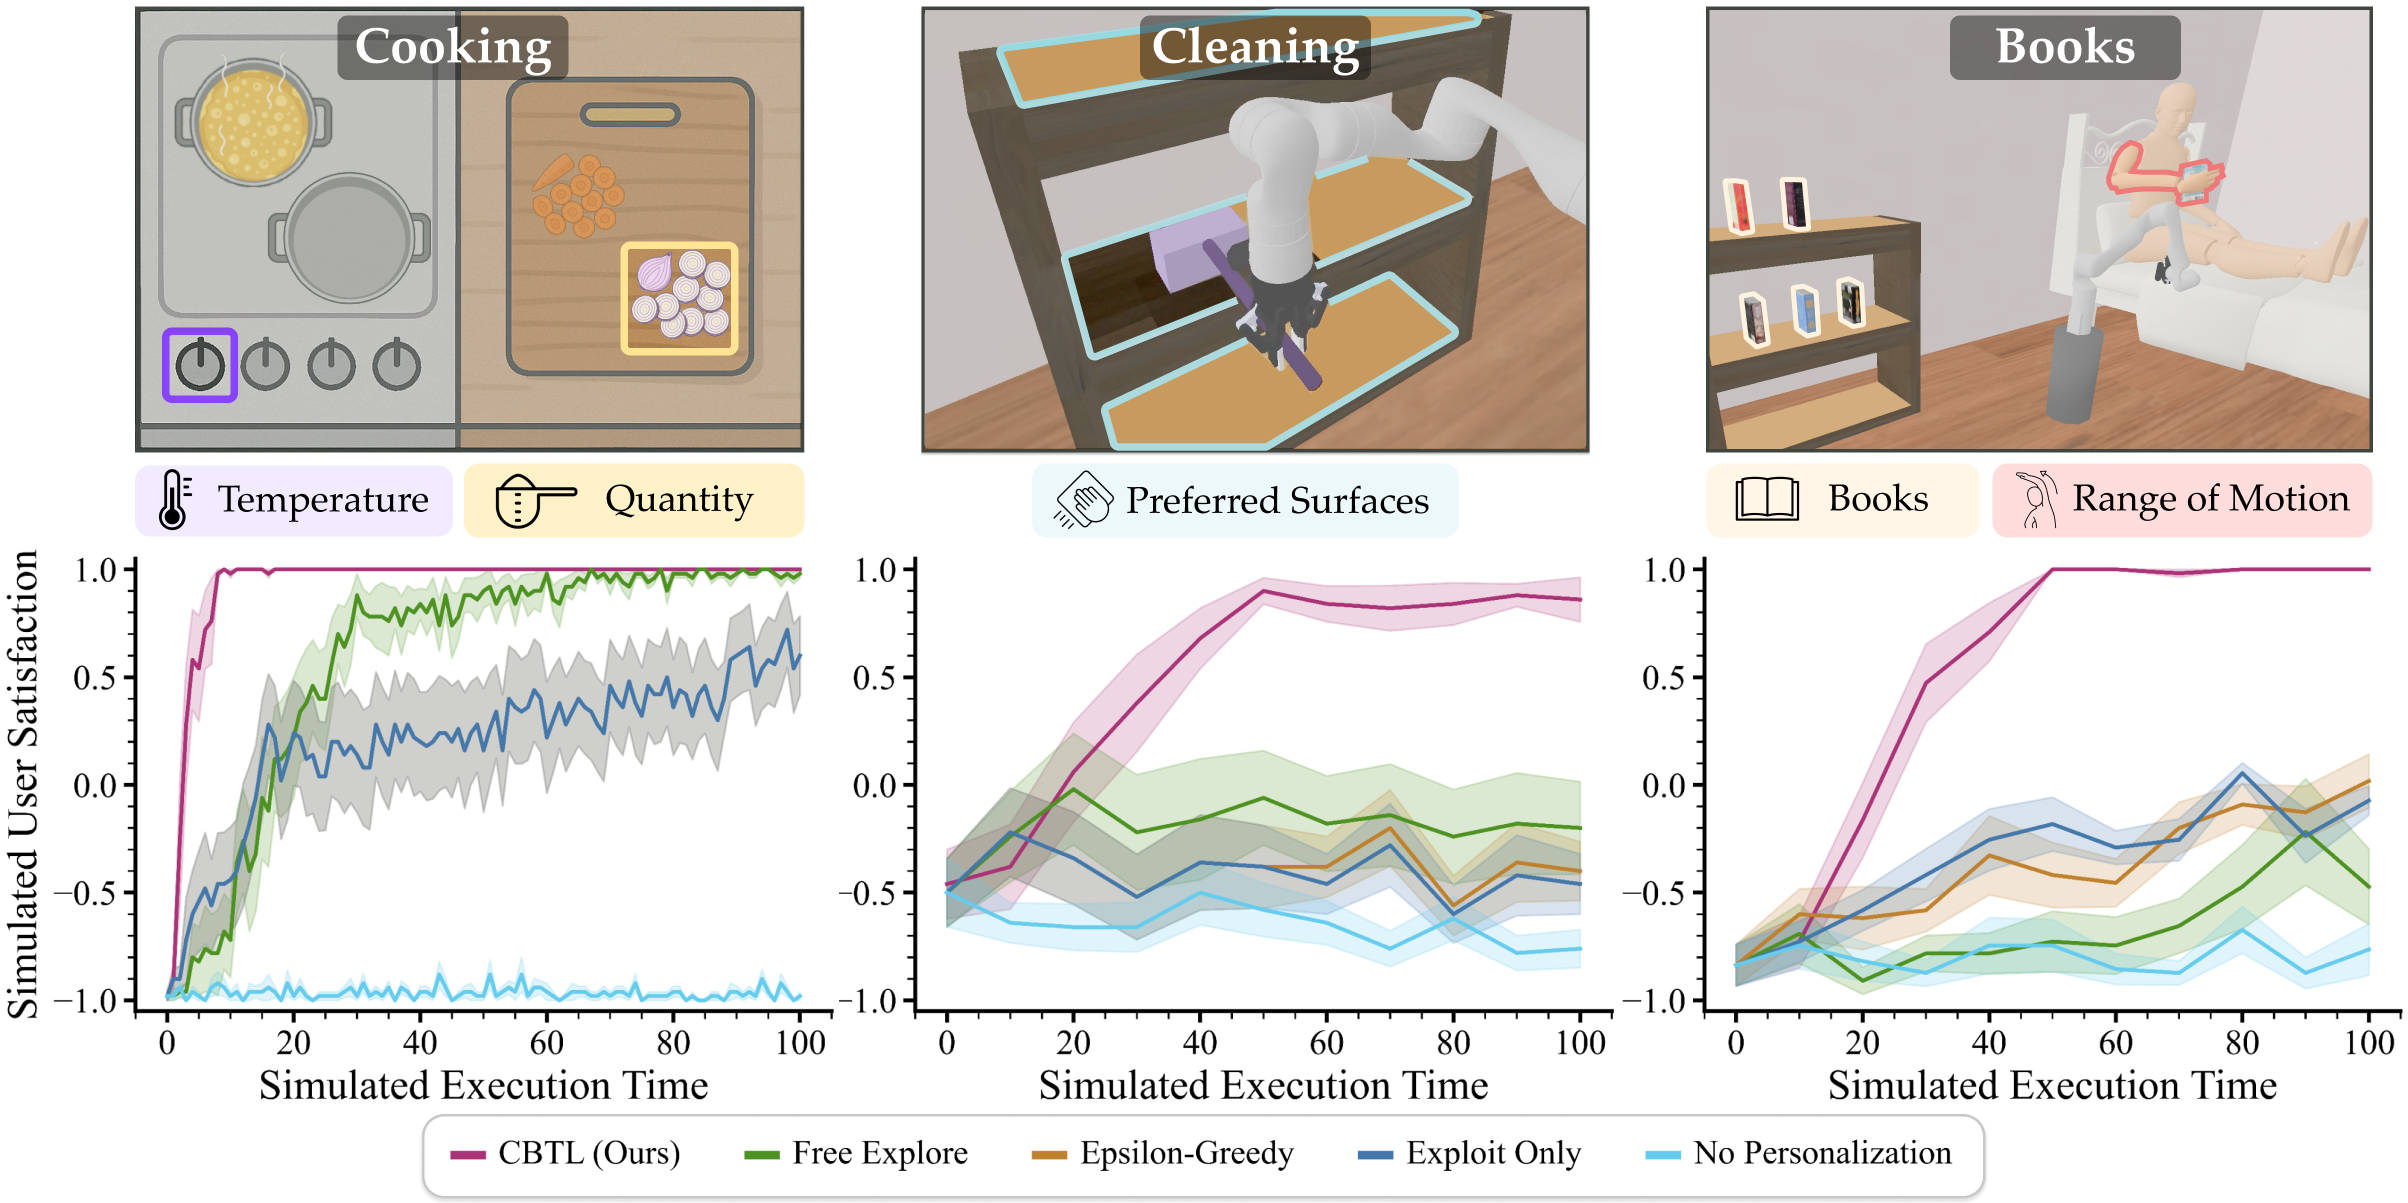 Cooking
Cleaning
Books
Temperature
Quantity
Preferred Surfaces
Books
Range of Motion
Simulated User Satisfaction
1.0
0.5
0.0
−0.5
−1.0
0 20 40 60 80 100
Simulated Execution Time
1.0
0.5
0.0
−0.5
−1.0
0 20 40 60 80 100
Simulated Execution Time
1.0
0.5
0.0
−0.5
−1.0
0 20 40 60 80 100
Simulated Execution Time
CBTL (Ours) Free Explore Epsilon-Greedy Exploit Only No Personalization